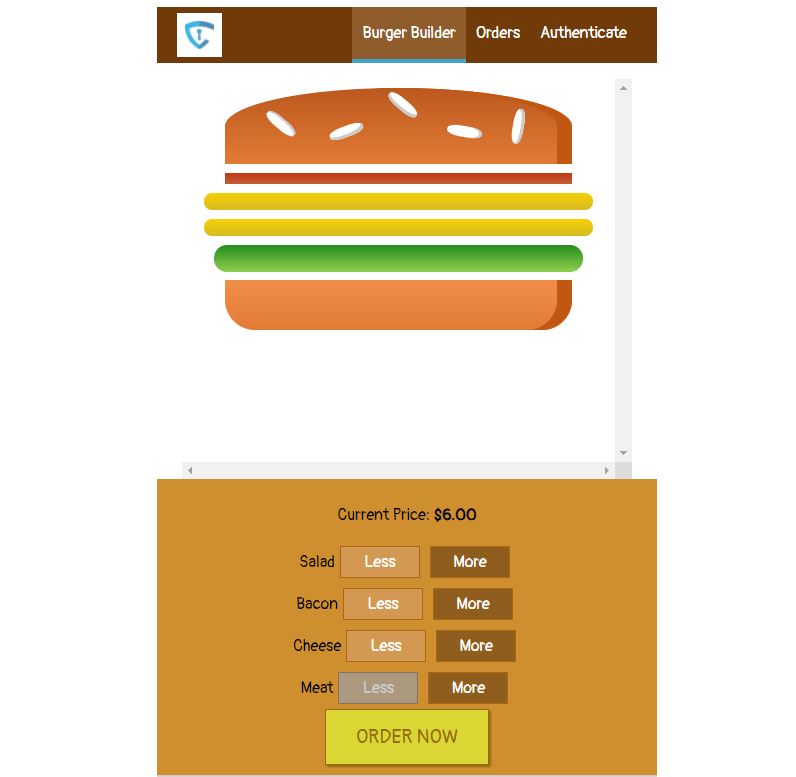 Burger Builder Orders Authenticate
Current Price: $6.00
Salad Less More
Bacon Less More
Cheese Less More
Meat Less More
ORDER NOW